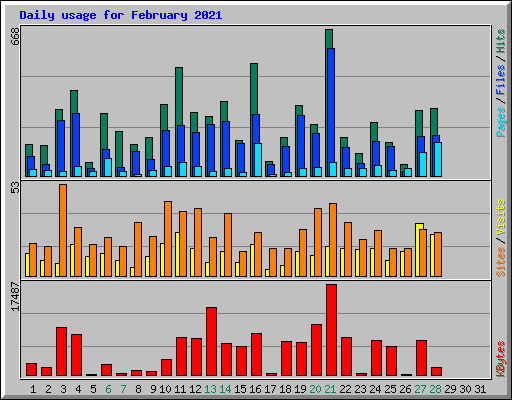 Daily usage for February 2021
668
Pages / Files / Hits
53
Sites / Visits
17487
KBytes
1 2 3 4 5 6 7 8 9 10 11 12 13 14 15 16 17 18 19 20 21 22 23 24 25 26 27 28 29 30 31